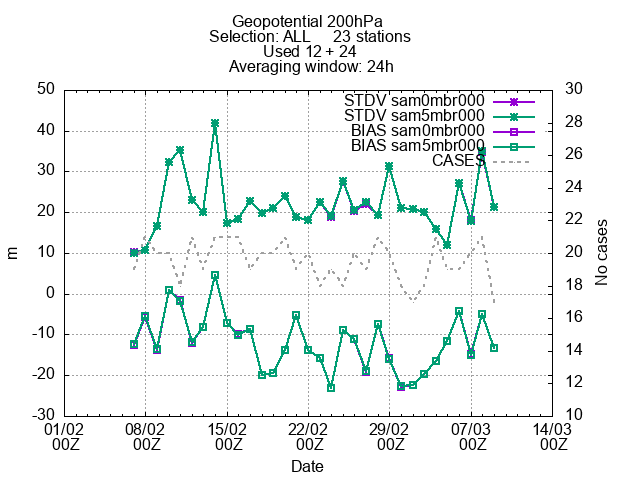 Geopotential 200hPa
Selection: ALL 23 stations
Used 12 + 24
Averaging window: 24h
50
40
30
20
10
0
-10
-20
-30
m
30
28
26
24
22
20
18
16
14
12
10
No cases
STDV sam0mbr000
STDV sam5mbr000
BIAS sam0mbr000
BIAS sam5mbr000
CASES
01/02 08/02 15/02 22/02 29/02 07/03 14/03
00Z 00Z 00Z 00Z 00Z 00Z 00Z
Date